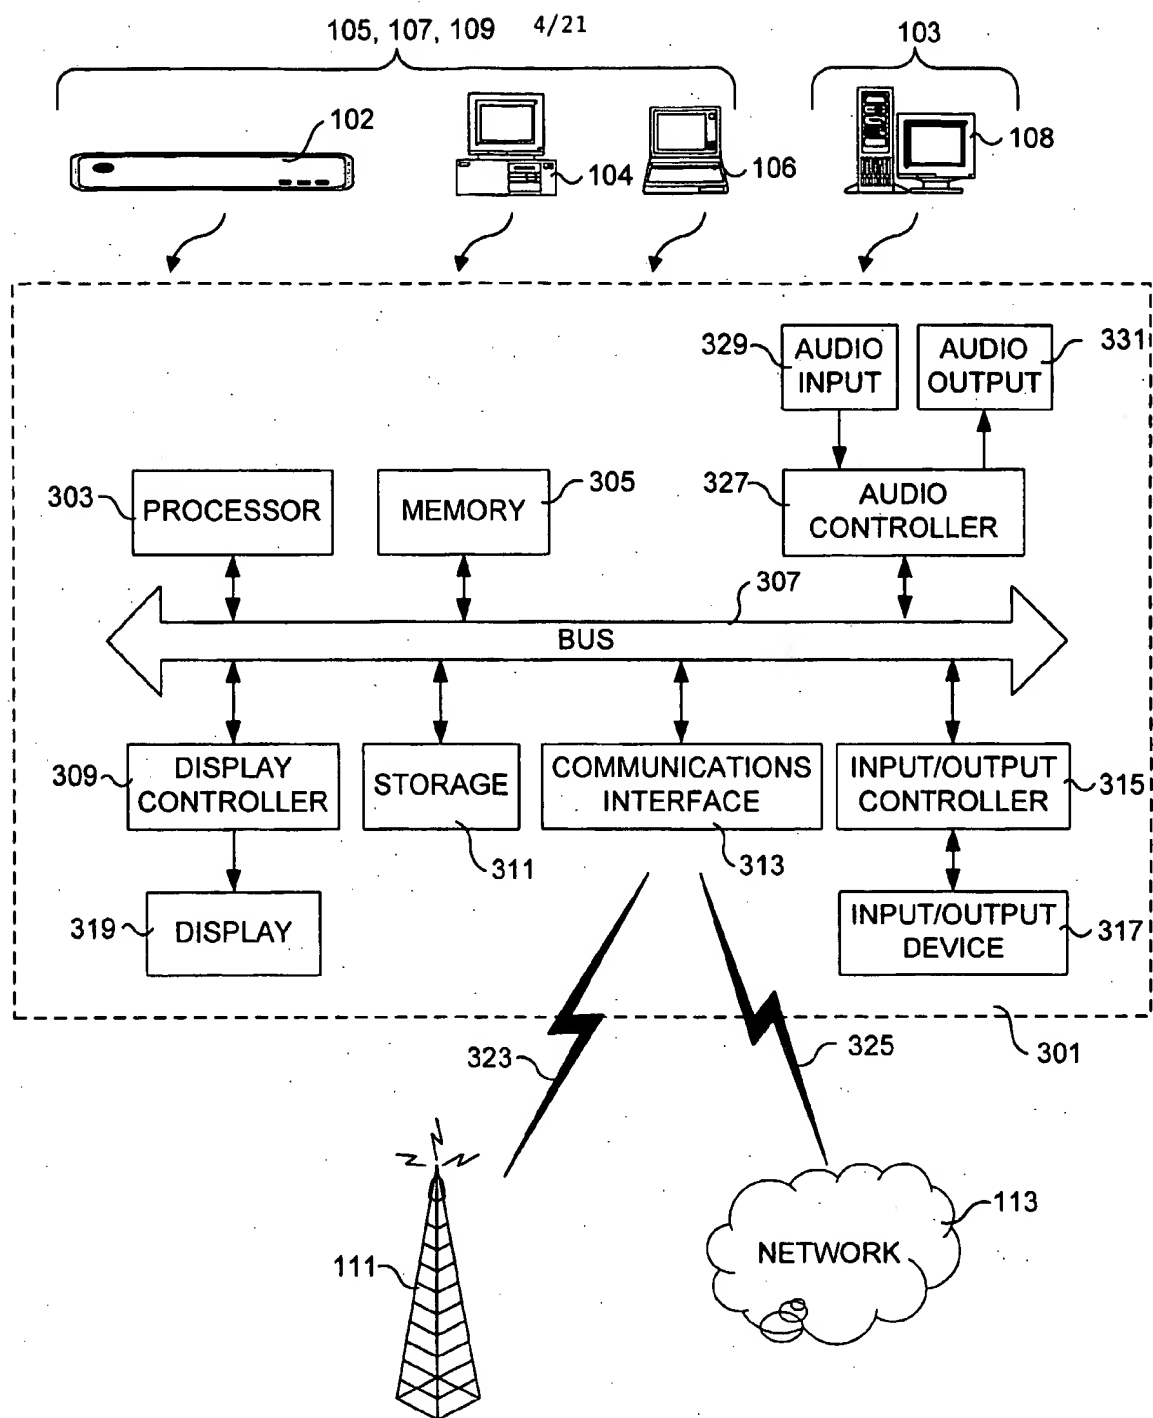 105, 107, 109 4/21
103
102
104
106
108
329
AUDIO
INPUT
AUDIO
OUTPUT
331
303
PROCESSOR
MEMORY
305
327
AUDIO
CONTROLLER
307
BUS
309
DISPLAY
CONTROLLER
STORAGE
311
COMMUNICATIONS
INTERFACE
313
INPUT/OUTPUT
CONTROLLER
315
319
DISPLAY
INPUT/OUTPUT
DEVICE
317
323
325
301
111
113
NETWORK